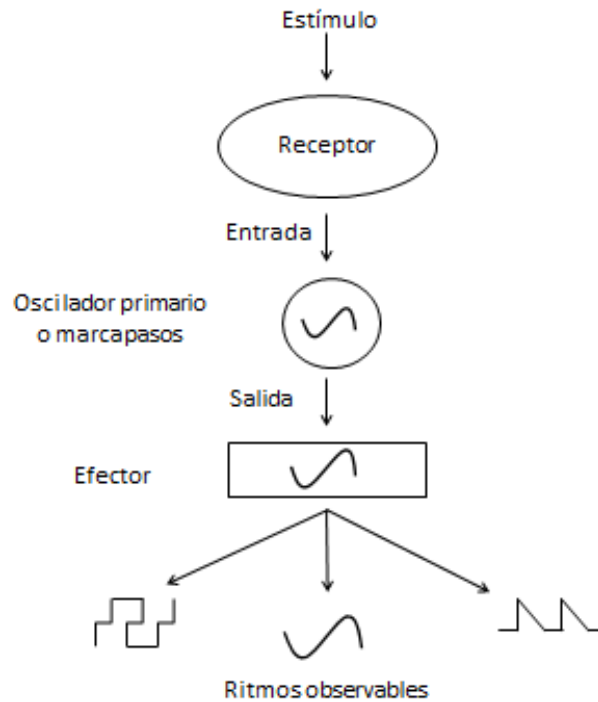 Estímulo
Receptor
Entrada
Oscilador primario
o marcapasos
Salida
Efector
Ritmos observables